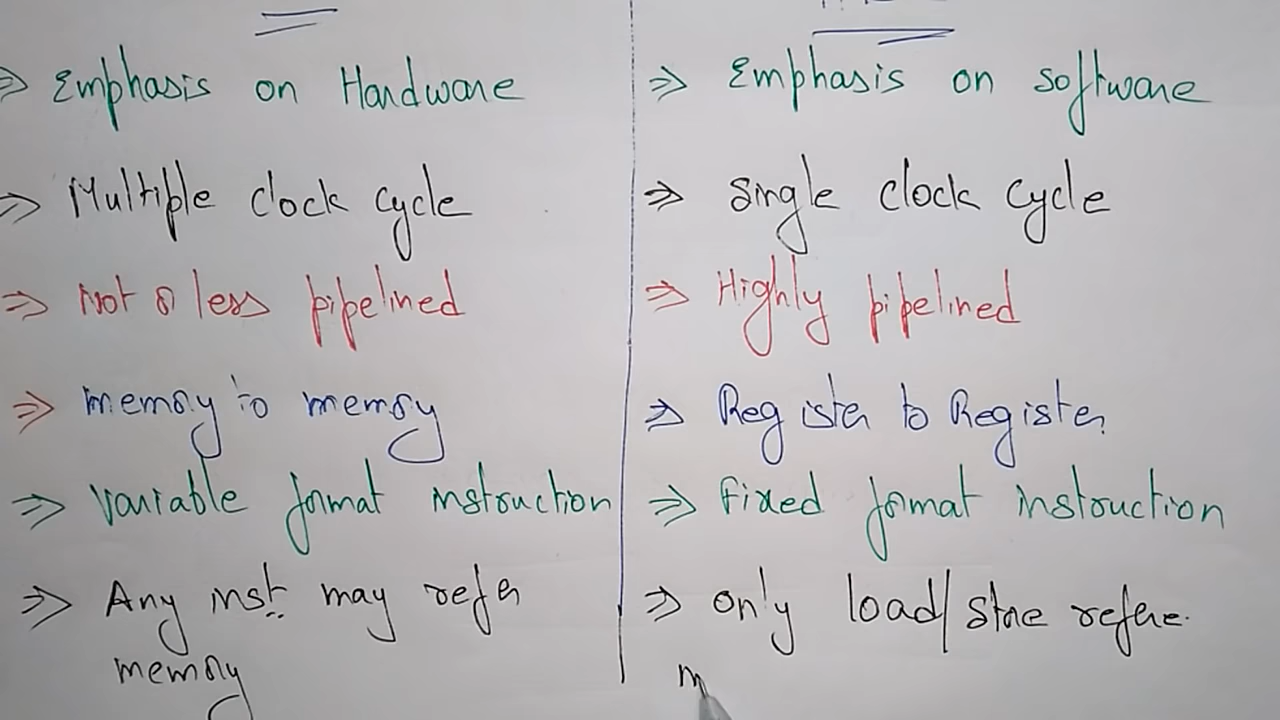 ⇒ Emphasis on Hardware
⇒ Multiple clock cycle
⇒ Not or less pipelined
⇒ memory to memory
⇒ Variable format instruction
⇒ Any inst. may refer
memory
⇒ Emphasis on software
⇒ Single clock cycle
⇒ Highly pipelined
⇒ Register to Register
⇒ Fixed format instruction
⇒ only load/store refere
m